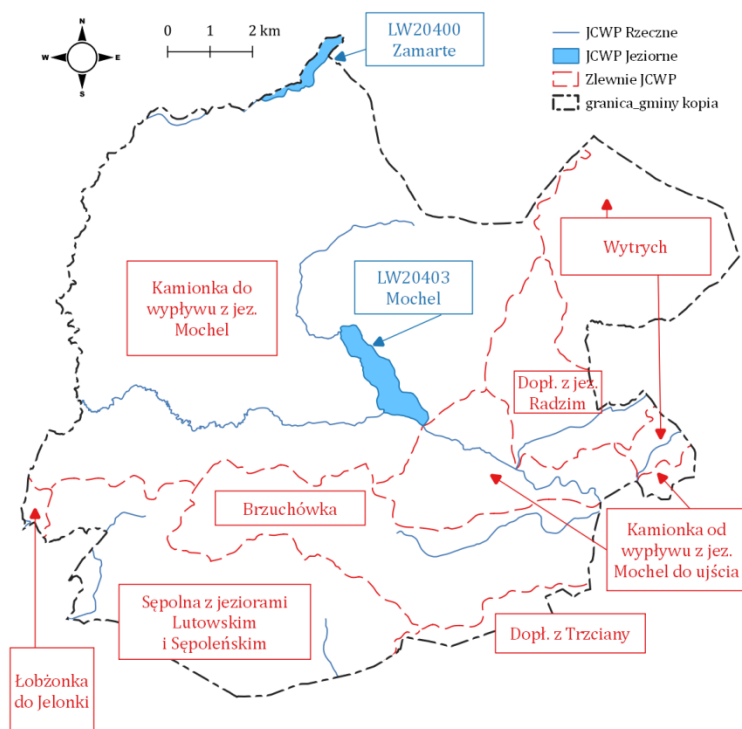 N
W
E
S
0
1
2 km
LW20400
Zamarte
JCWP Rzeczne
JCWP Jeziorne
Zlewnie JCWP
granica_gminy kopia
Wytrych
Kamionka do
wypływu z jez.
Mochel
LW20403
Mochel
Dopł. z jez.
Radzim
Brzuchówka
Kamionka od
wypływu z jez.
Mochel do ujścia
Sępolna z jeziorami
Lutowskim
i Sępoleńskim
Dopł. z Trzciany
Łobżonka
do Jelonki